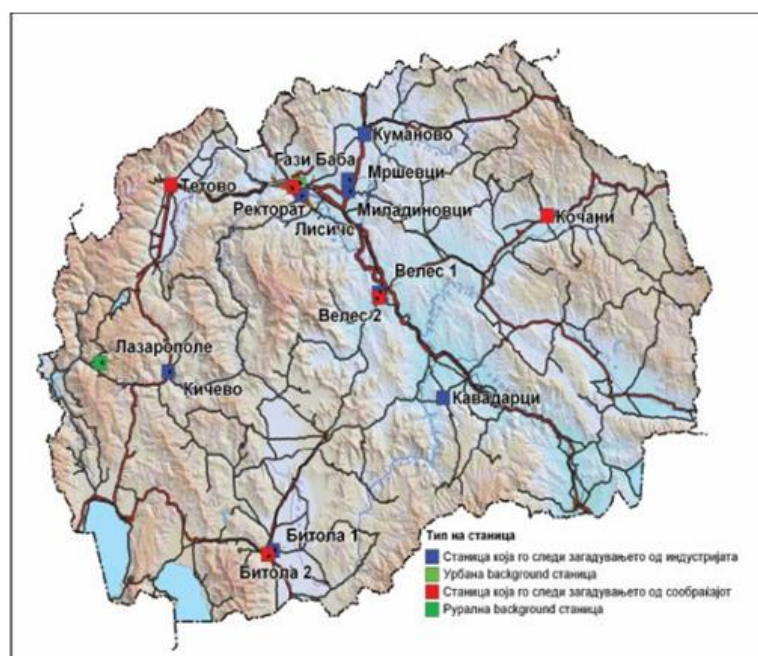 Куманово
Гази Баба
Мршевци
Тетово
Ректорат
Миладиновци
Кочани
Лисичс
Велес 1
Велес 2
Лазарополе
Кичево
Кавадарци
Битола 1
Битола 2
Тип на станица
Станица која го следи загадувањето од индустријата
Урбана background станица
Станица која го следи загадувањето од сообраќајот
Рурална background станица